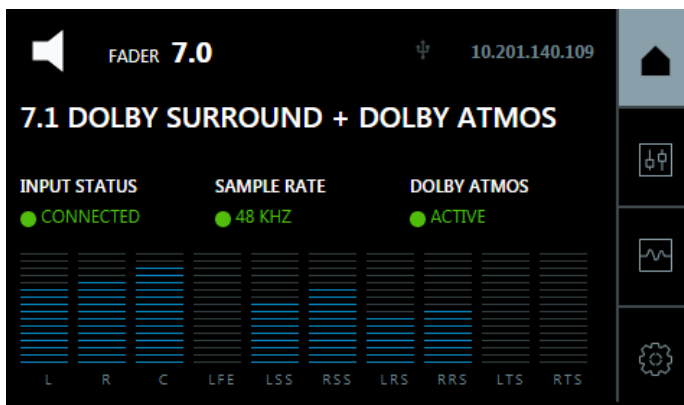 FADER 7.0 10.201.140.109
7.1 DOLBY SURROUND + DOLBY ATMOS
INPUT STATUS SAMPLE RATE DOLBY ATMOS
CONNECTED 48 KHZ ACTIVE
L R C LFE LSS RSS LRS RRS LTS RTS